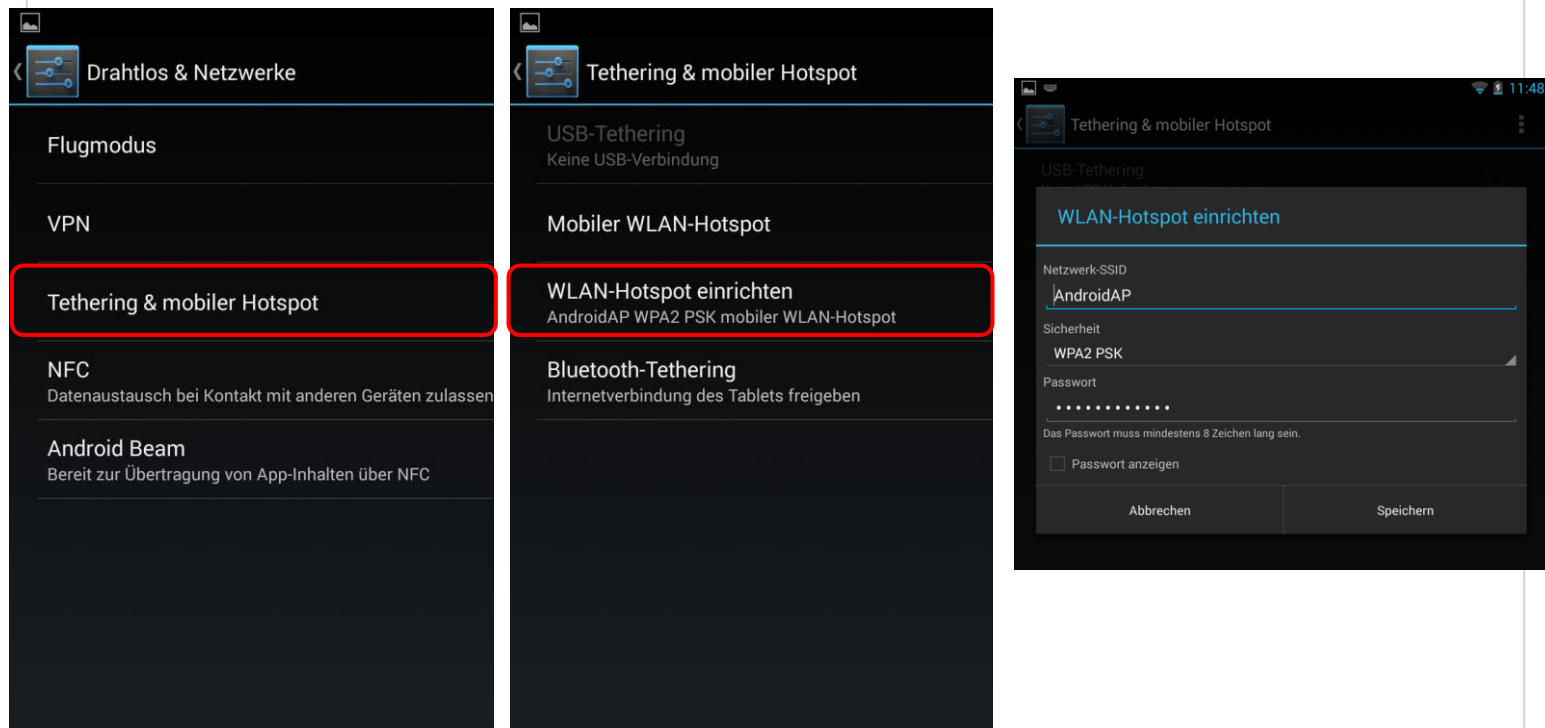 Drahtlos & Netzwerke
Flugmodus
VPN
Tethering & mobiler Hotspot
NFC
Datenaustausch bei Kontakt mit anderen Geräten zulassen
Android Beam
Bereit zur Übertragung von App-Inhalten über NFC
Tethering & mobiler Hotspot
USB-Tethering
Keine USB-Verbindung
Mobiler WLAN-Hotspot
WLAN-Hotspot einrichten
AndroidAP WPA2 PSK mobiler WLAN-Hotspot
Bluetooth-Tethering
Internetverbindung des Tablets freigeben
11:48
Tethering & mobiler Hotspot
USB-Tethering
WLAN-Hotspot einrichten
Netzwerk-SSID
AndroidAP
Sicherheit
WPA2 PSK
Passwort
••••••••••••
Das Passwort muss mindestens 8 Zeichen lang sein.
Passwort anzeigen
Abbrechen
Speichern